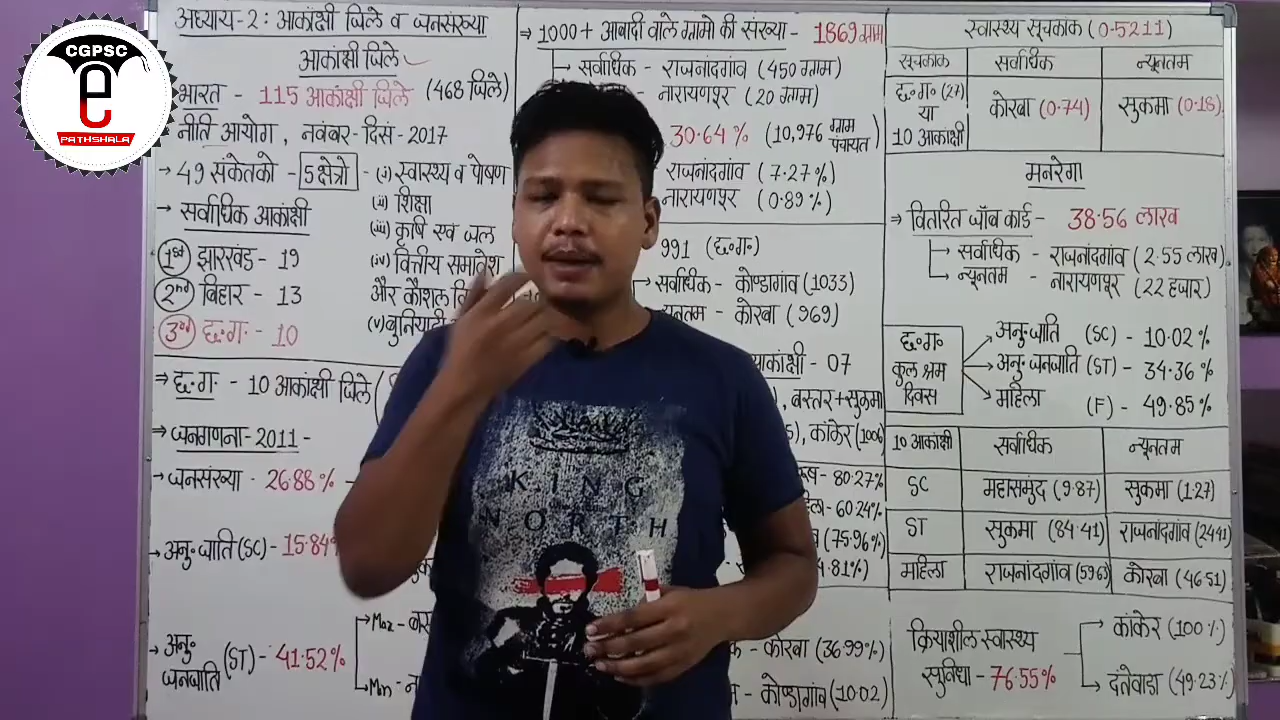 CGPSC
e
PATHSHALA
अध्याय-2: आकांक्षी जिले व जनसंख्या
आकांक्षी जिले
भारत - 115 आकांक्षी जिले (468 जिले)
नीति आयोग, नवंबर-दिसं-2017
→ 49 संकेतको - 5 क्षेत्रो - (i) स्वास्थ्य व पोषण
(ii) शिक्षा
(iii) कृषि एवं जल
(iv) वित्तीय समावेश
और कौशल
(v) बुनियादी
→ सर्वाधिक आकांक्षी
1st झारखंड - 19
2nd बिहार - 13
3rd छ.ग. - 10
→ छ.ग. - 10 आकांक्षी जिले
→ जनगणना-2011-
→ जनसंख्या - 26.88%
→ अनु॰जाति (SC) - 15.84%
→ अनु॰ जनजाति (ST) - 41.52%
Max -
Min -
→ 1000+ आबादी वाले ग्रामो की संख्या - 1869 ग्राम
→ सर्वाधिक - राजनांदगांव (450 ग्राम)
- नारायणपुर (20 ग्राम)
30.64% (10,976 ग्राम पंचायत)
राजनांदगांव (7.27%)
नारायणपुर (0.89%)
991 (छ॰ग॰)
→ सर्वाधिक - कोण्डागांव (1033)
न्यूनतम - कोरबा (969)
आकांक्षी - 07
, बस्तर+सुकमा
, कांकेर (1006)
- 80.27%
- 60.24%
(75.96%)
- कोरबा (36.99%)
- कोण्डागांव (10.02)
स्वास्थ्य सूचकांक (0.5211)
सूचकांक सर्वाधिक न्यूनतम
छ॰ग॰ (27) या 10 आकांक्षी कोरबा (0.74) सुकमा (0.18)
मनरेगा
→ वितरित जॉब कार्ड - 38.56 लाख
→ सर्वाधिक - राजनांदगांव (2.55 लाख)
→ न्यूनतम - नारायणपुर (22 हजार)
छ॰ग॰ कुल श्रम दिवस
→ अनु॰जाति (SC) - 10.02%
→ अनु॰जनजाति (ST) - 34.36%
→ महिला (F) - 49.85%
10 आकांक्षी सर्वाधिक न्यूनतम
SC महासमुंद (9.87) सुकमा (1.27)
ST सुकमा (84.41) राजनांदगांव (24.41)
महिला राजनांदगांव (59.6) कोरबा (46.51)
क्रियाशील स्वास्थ्य सुविधा - 76.55%
→ कांकेर (100%)
→ दंतेवाडा (49.23%)
KING
NORTH